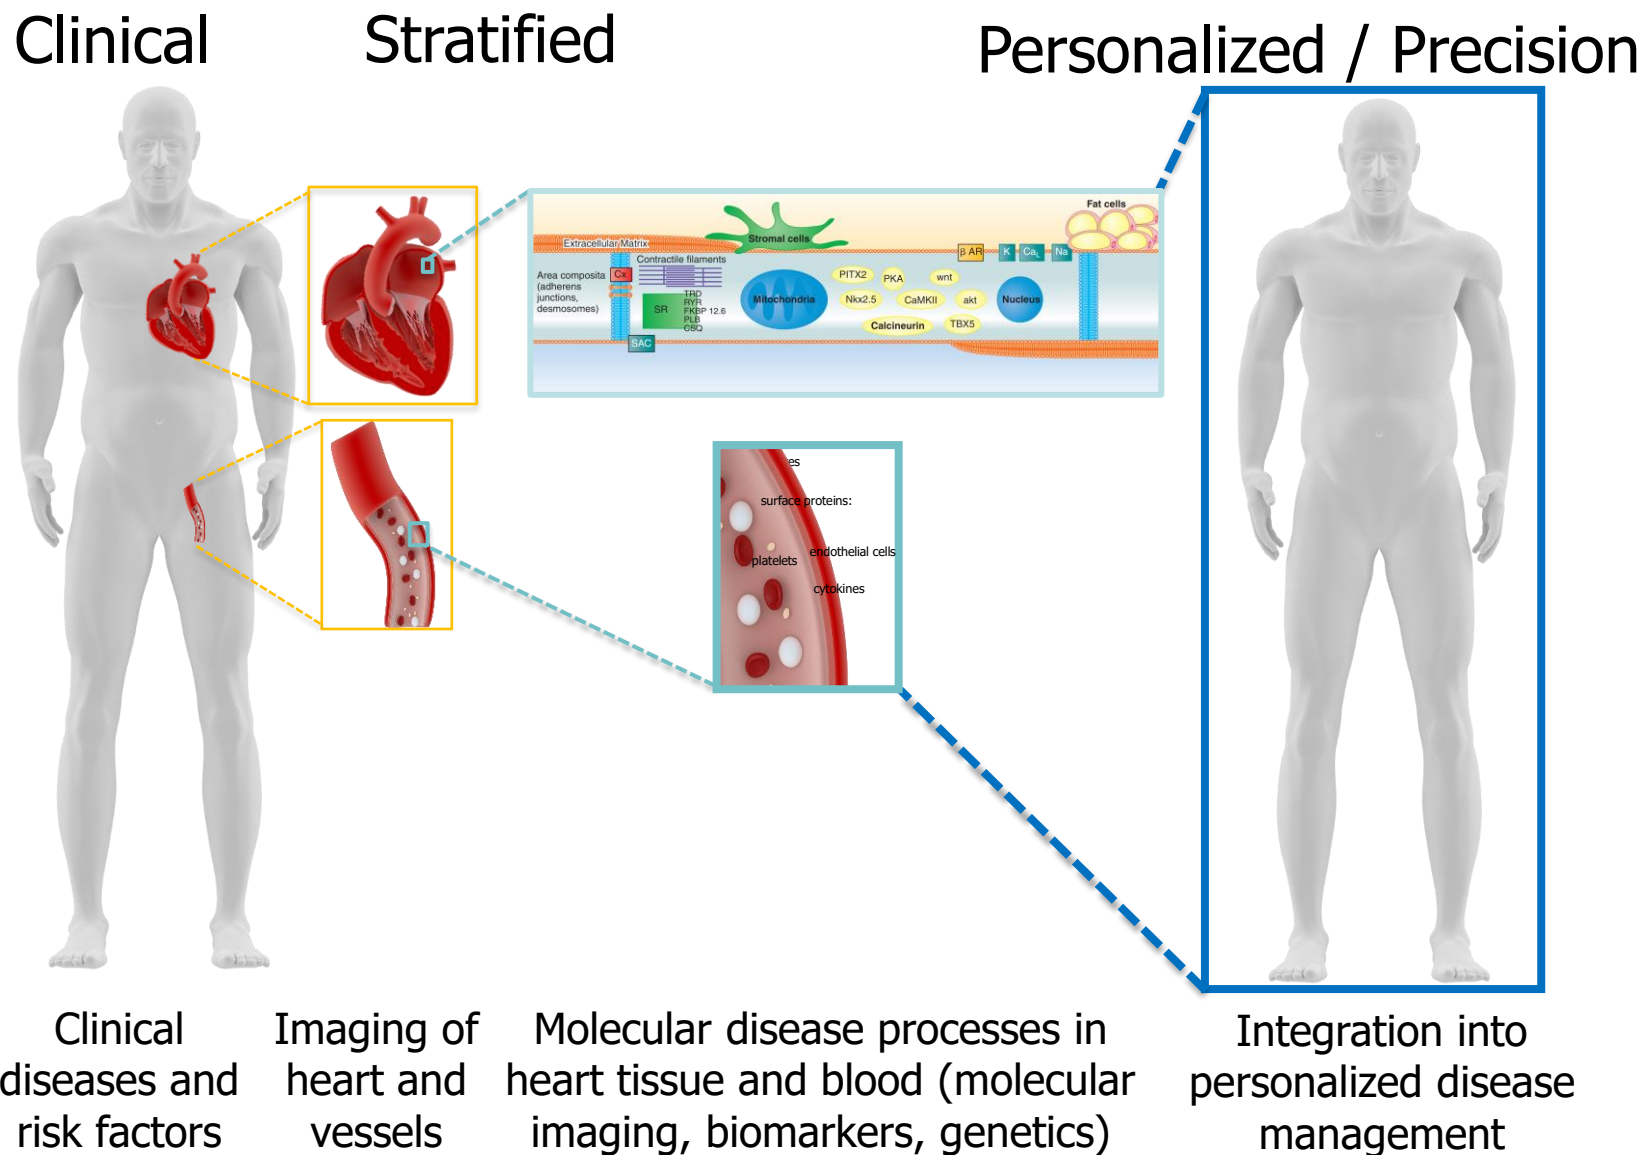 Clinical
Stratified
Personalized / Precision
Fat cells
Stromal cells
Extracellular Matrix
β AR
K
Ca_L
Na
Contractile filaments
Area composita
(adherens
junctions,
desmosomes)
Cx
TRD
RYR
FKBP 12.6
PLB
CSQ
SR
Mitochondria
PITX2
PKA
wnt
Nkx2.5
CaMKII
akt
Nucleus
Calcineurin
TBX5
SAC
es
surface proteins:
endothelial cells
platelets
cytokines
Clinical
diseases and
risk factors
Imaging of
heart and
vessels
Molecular disease processes in
heart tissue and blood (molecular
imaging, biomarkers, genetics)
Integration into
personalized disease
management